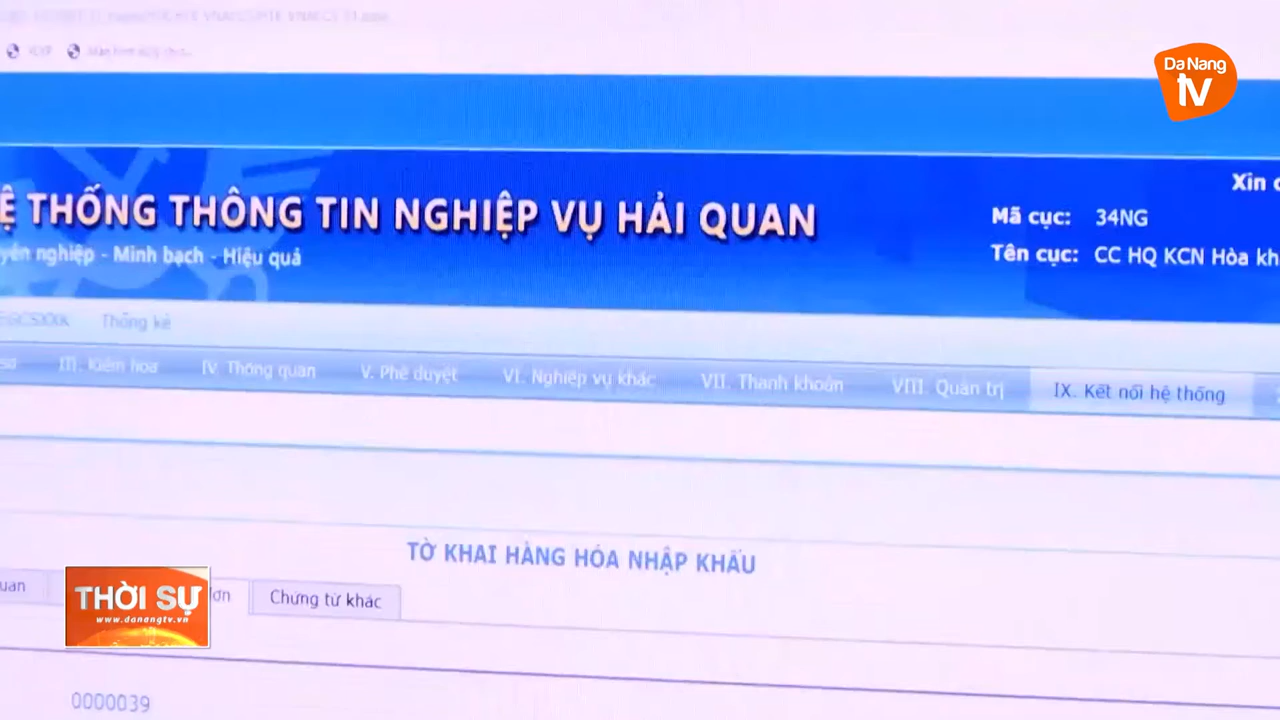 Da Nang
tv
Xin
Ệ THỐNG THÔNG TIN NGHIỆP VỤ HẢI QUAN
Mã cục: 34NG
yên nghiệp - Minh bạch - Hiệu quả
Tên cục: CC HQ KCN Hòa kh
Thống kê
III. Kiểm hóa IV. Thông quan V. Phê duyệt VI. Nghiệp vụ khác VII. Thanh khoản VIII. Quản trị IX. Kết nối hệ thống
TỜ KHAI HÀNG HÓA NHẬP KHẨU
uan ơn Chứng từ khác
THỜI SỰ
www.danangtv.vn
0000039